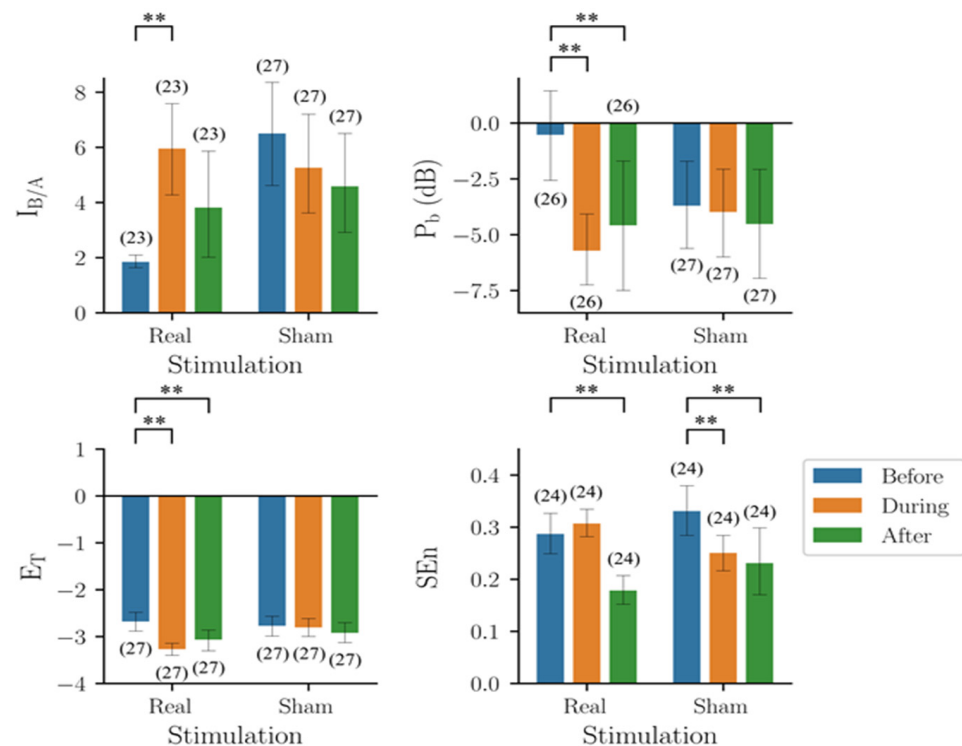 **
I_B/A
8
6
4
2
0
(23)
(23)
(23)
(27)
(27)
(27)
Real
Sham
Stimulation
**
**
P_b (dB)
0.0
−2.5
−5.0
−7.5
(26)
(26)
(26)
(27)
(27)
(27)
Real
Sham
Stimulation
**
**
E_T
1
0
−1
−2
−3
−4
(27)
(27)
(27)
(27)
(27)
(27)
Real
Sham
Stimulation
**
**
**
SEn
0.4
0.3
0.2
0.1
0.0
(24)
(24)
(24)
(24)
(24)
(24)
Real
Sham
Stimulation
Before
During
After